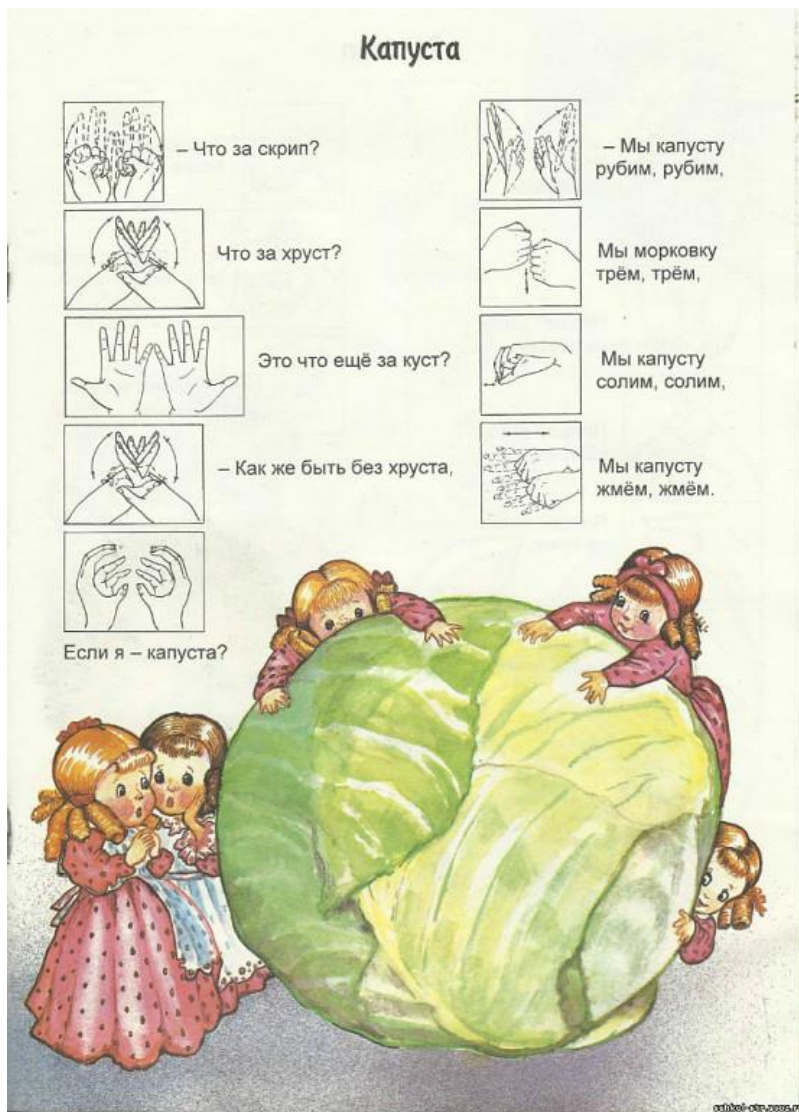 Капуста
– Что за скрип?
Что за хруст?
Это что ещё за куст?
– Как же быть без хруста,
Если я – капуста?
– Мы капусту
рубим, рубим,
Мы морковку
трём, трём,
Мы капусту
солим, солим,
Мы капусту
жмём, жмём.